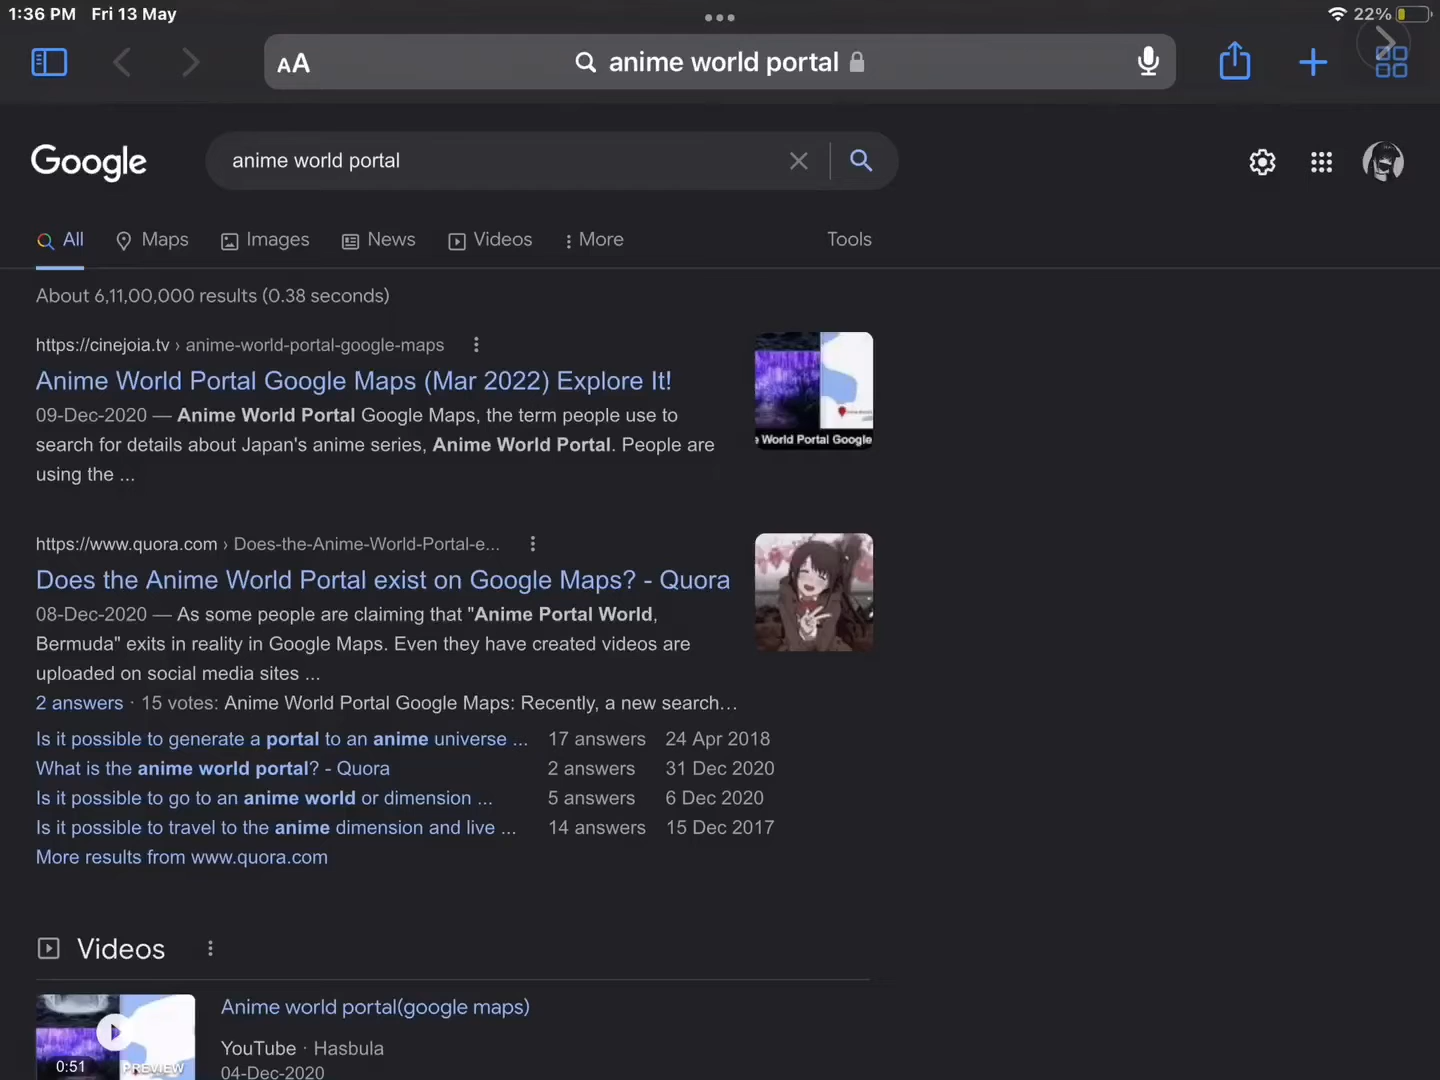 1:36 PM Fri 13 May
22%
AA anime world portal
Google
anime world portal
All Maps Images News Videos More Tools
About 6,11,00,000 results (0.38 seconds)
https://cinejoia.tv › anime-world-portal-google-maps
Anime World Portal Google Maps (Mar 2022) Explore It!
09-Dec-2020 — Anime World Portal Google Maps, the term people use to
search for details about Japan's anime series, Anime World Portal. People are
using the ...
World Portal Google
https://www.quora.com › Does-the-Anime-World-Portal-e...
Does the Anime World Portal exist on Google Maps? - Quora
08-Dec-2020 — As some people are claiming that "Anime Portal World,
Bermuda" exits in reality in Google Maps. Even they have created videos are
uploaded on social media sites ...
2 answers · 15 votes: Anime World Portal Google Maps: Recently, a new search…
Is it possible to generate a portal to an anime universe ... 17 answers 24 Apr 2018
What is the anime world portal? - Quora 2 answers 31 Dec 2020
Is it possible to go to an anime world or dimension ... 5 answers 6 Dec 2020
Is it possible to travel to the anime dimension and live ... 14 answers 15 Dec 2017
More results from www.quora.com
Videos
Anime world portal(google maps)
YouTube · Hasbula
0:51 PREVIEW
04-Dec-2020